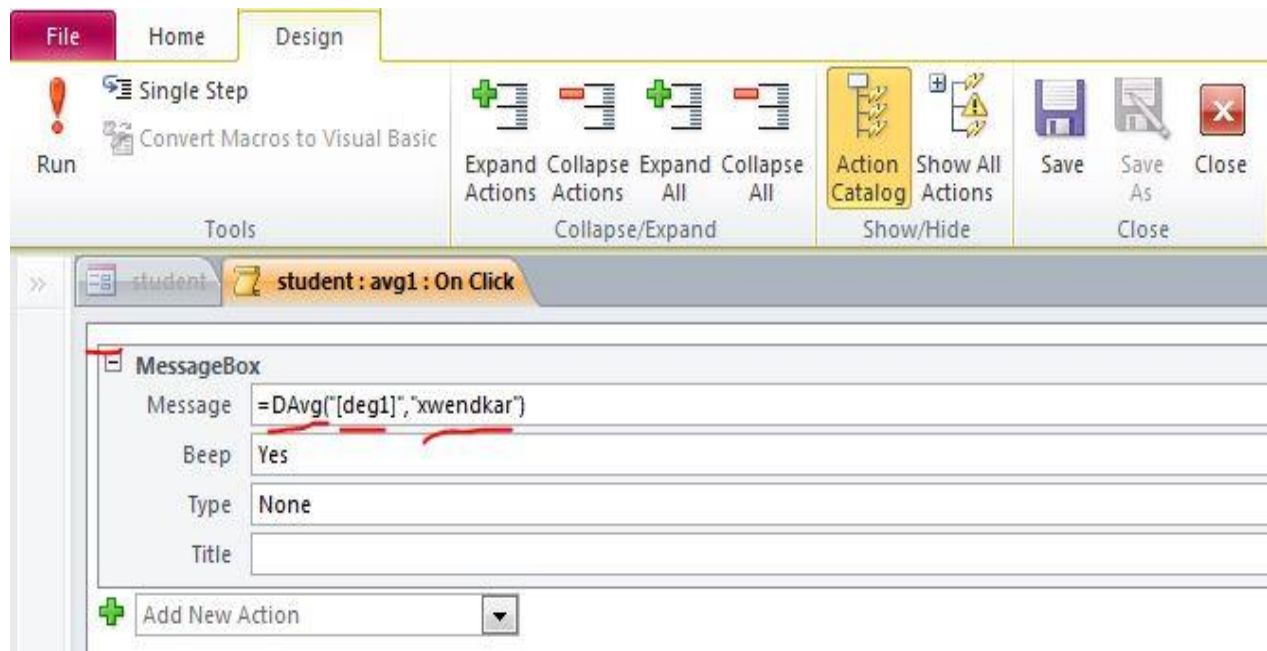 File Home Design
Single Step
Convert Macros to Visual Basic
Run
Expand Actions
Collapse Actions
Expand All
Collapse All
Action Catalog
Show All Actions
Save
Save As
Close
Tools Collapse/Expand Show/Hide Close
student student : avg1 : On Click
MessageBox
Message =DAvg("[deg1]","xwendkar")
Beep Yes
Type None
Title
Add New Action